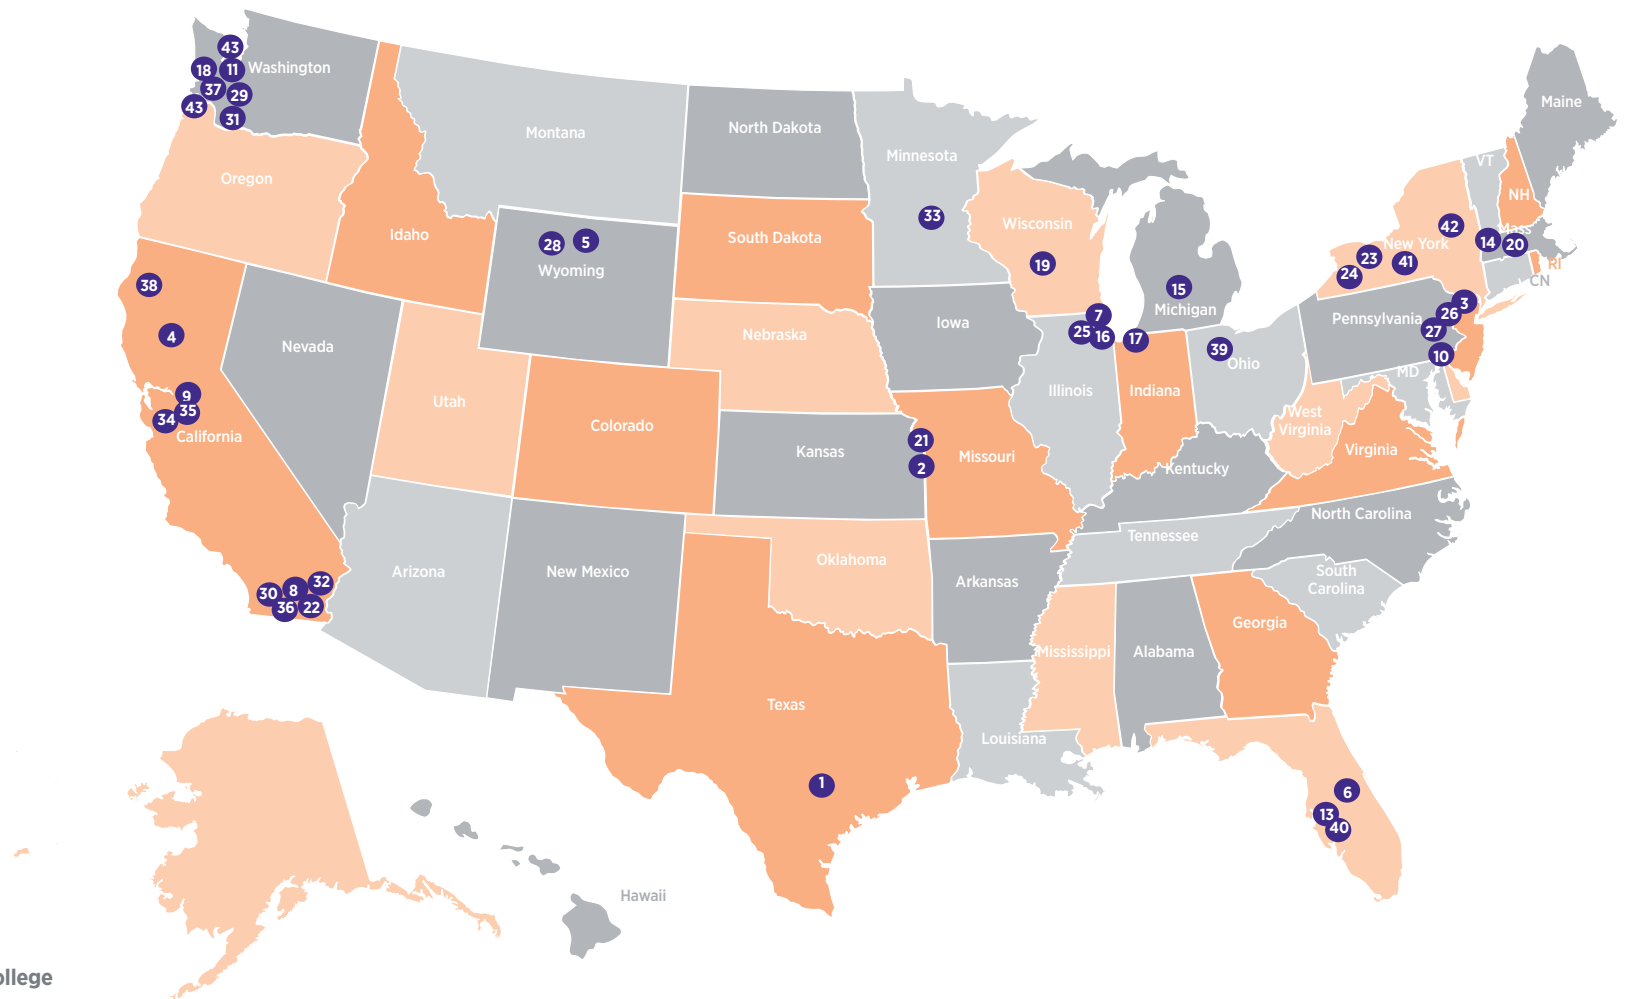 43
18
11
Washington
37
29
43
31
Oregon
Idaho
Montana
North Dakota
Minnesota
33
South Dakota
28
5
Wyoming
Wisconsin
19
15
Michigan
Maine
VT
NH
42
Mass
14
20
New York
23
41
24
RI
CN
38
4
9
35
34
California
Nevada
Utah
Colorado
Nebraska
Iowa
7
25
16
17
Illinois
Indiana
39
Ohio
Pennsylvania
3
26
27
10
MD
West
Virginia
Virginia
Kansas
21
2
Missouri
Kentucky
North Carolina
Tennessee
South
Carolina
30
8
32
36
22
Arizona
New Mexico
Oklahoma
Arkansas
Mississippi
Alabama
Georgia
Texas
1
Louisiana
6
13
40
Hawaii
ollege